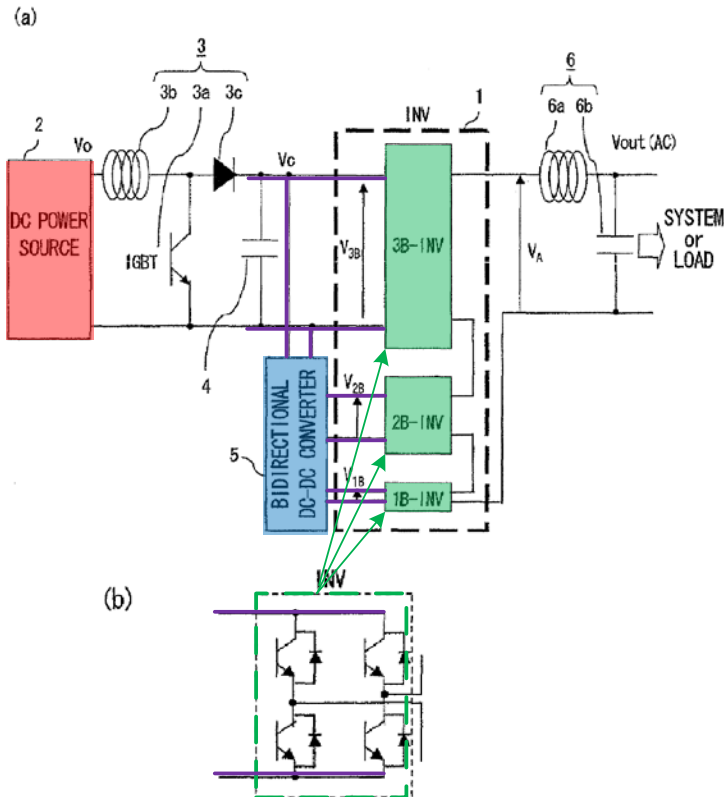 (a)
3
3b 3a 3c
2
Vo
DC POWER
SOURCE
IGBT
Vc
4
INV
1
V3B
3B-INV
6
6a 6b
Vout(AC)
VA
SYSTEM
or
LOAD
5
BIDIRECTIONAL
DC-DC CONVERTER
V2B
2B-INV
V1B
1B-INV
(b)
INV